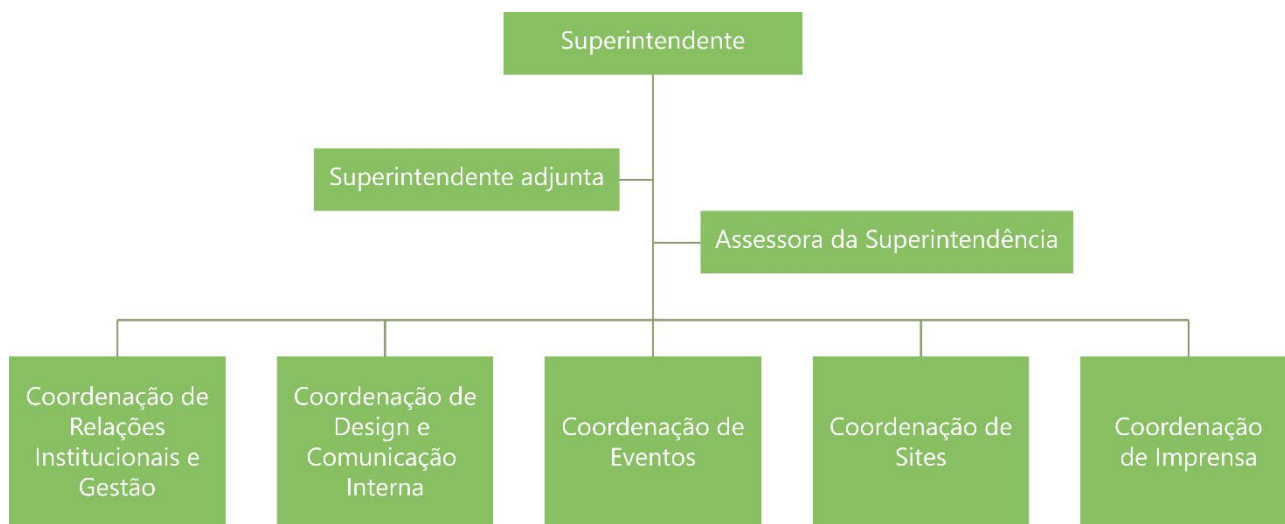 Superintendente
Superintendente adjunta
Assessora da Superintendência
Coordenação de
Relações
Institucionais e
Gestão
Coordenação de
Design e
Comunicação
Interna
Coordenação de
Eventos
Coordenação de
Sites
Coordenação
de Imprensa